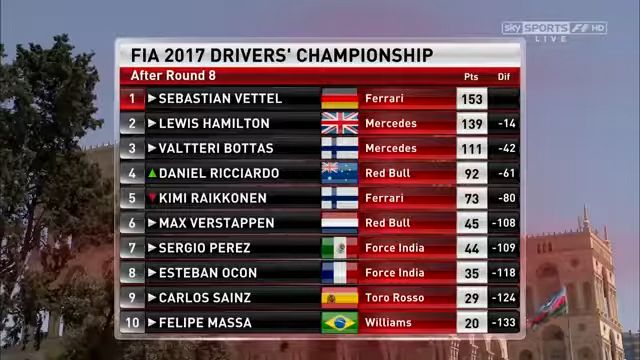 sky SPORTS F1 HD
LIVE
FIA 2017 DRIVERS' CHAMPIONSHIP
After Round 8 Pts Dif
1 SEBASTIAN VETTEL Ferrari 153
2 LEWIS HAMILTON Mercedes 139 -14
3 VALTTERI BOTTAS Mercedes 111 -42
4 DANIEL RICCIARDO Red Bull 92 -61
5 KIMI RAIKKONEN Ferrari 73 -80
6 MAX VERSTAPPEN Red Bull 45 -108
7 SERGIO PEREZ Force India 44 -109
8 ESTEBAN OCON Force India 35 -118
9 CARLOS SAINZ Toro Rosso 29 -124
10 FELIPE MASSA Williams 20 -133